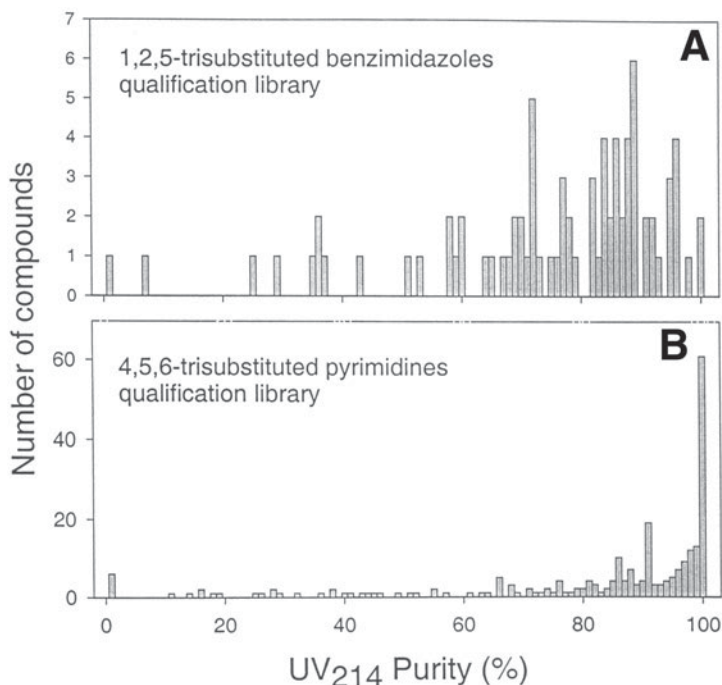 7
6
5
4
3
2
1
0
1,2,5-trisubstituted benzimidazoles
qualification library
A
Number of compounds
60
40
20
0
4,5,6-trisubstituted pyrimidines
qualification library
B
0 20 40 60 80 100
UV214 Purity (%)